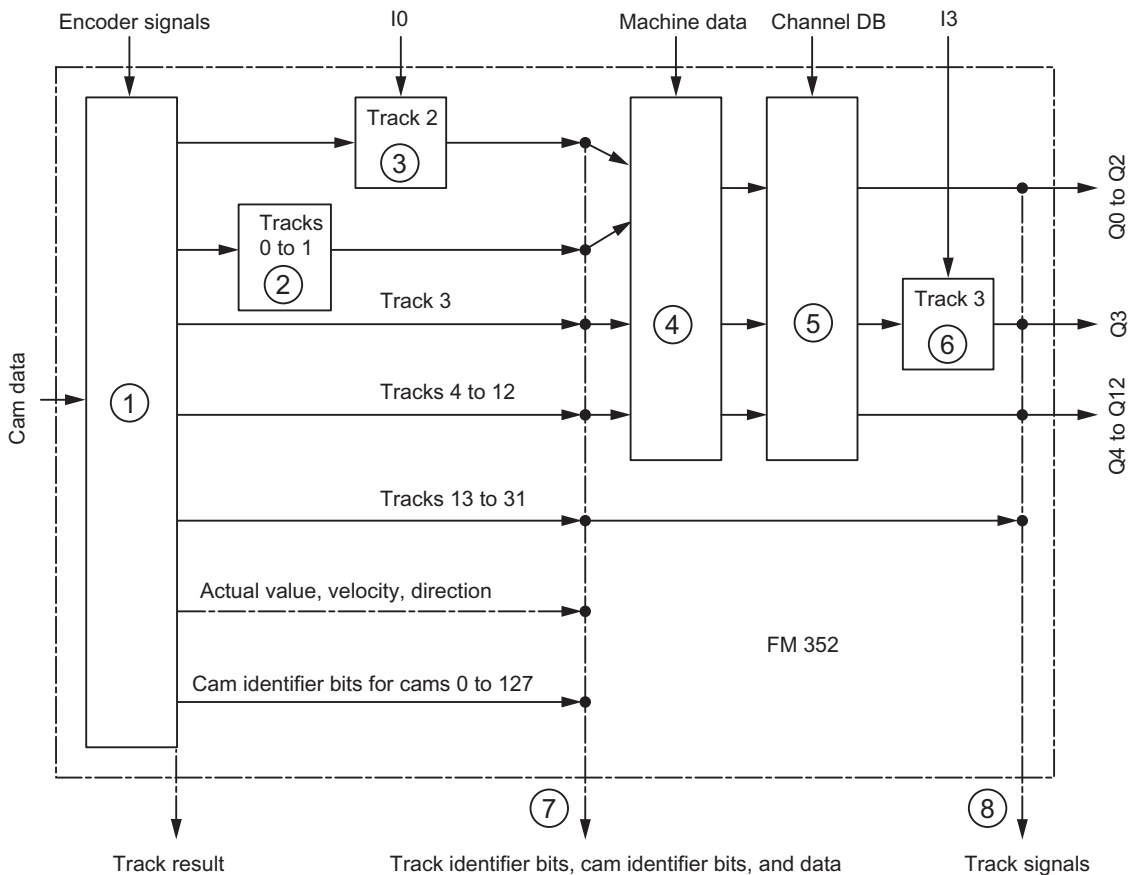 Encoder signals
I0
Machine data
Channel DB
I3
Track 2
3
Q0 to Q2
Tracks
0 to 1
2
Track 3
4
5
Track 3
6
Q3
Cam data
1
Tracks 4 to 12
Q4 to Q12
Tracks 13 to 31
Actual value, velocity, direction
FM 352
Cam identifier bits for cams 0 to 127
7
8
Track result
Track identifier bits, cam identifier bits, and data
Track signals